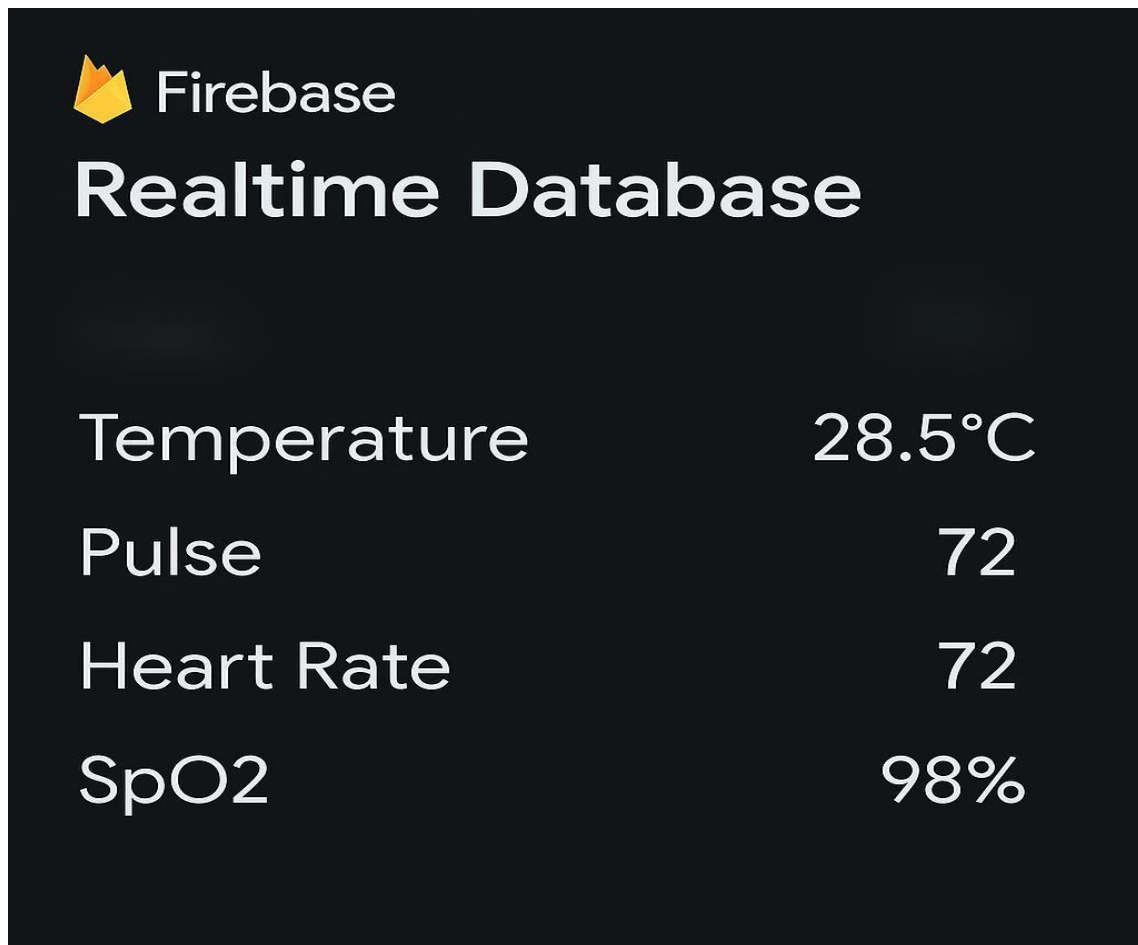 Firebase
Realtime Database
Temperature 28.5°C
Pulse 72
Heart Rate 72
SpO2 98%